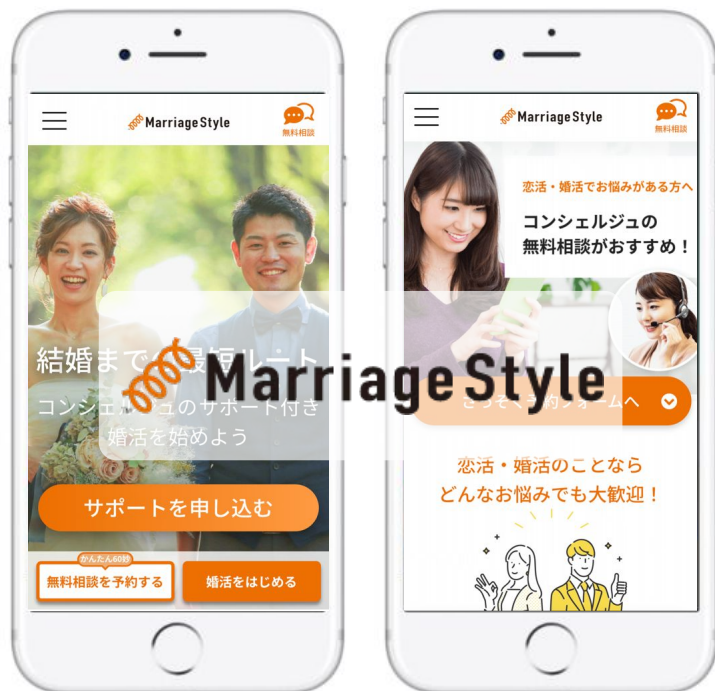 MarriageStyle
無料相談
結婚までの最短ルート
コンシェルジュのサポート付き
婚活を始めよう
サポートを申し込む
かんたん60秒
無料相談を予約する
婚活をはじめる
MarriageStyle
無料相談
恋活・婚活でお悩みがある方へ
コンシェルジュの
無料相談がおすすめ！
さっそく予約フォームへ
恋活・婚活のことなら
どんなお悩みでも大歓迎！
MarriageStyle